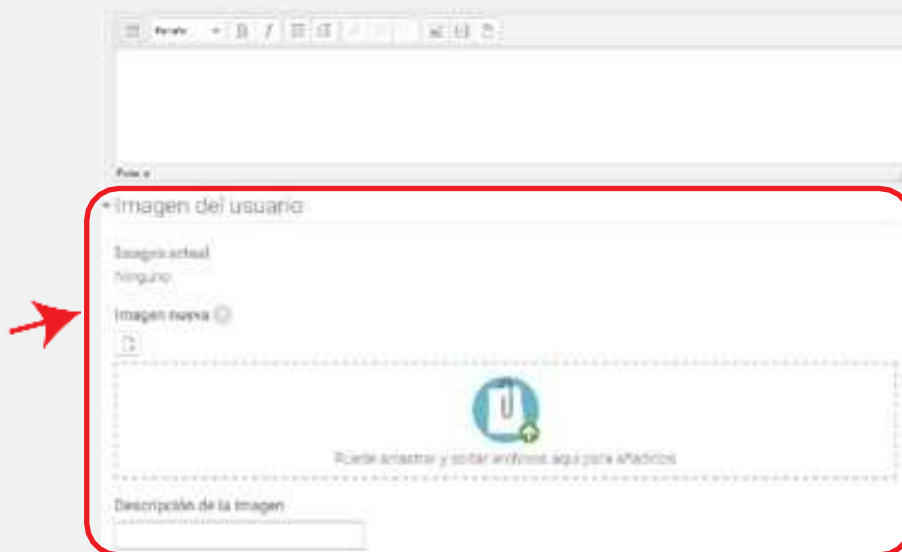 B I
Imagen del usuario
Imagen actual
Ninguno
Imagen nueva
Puede arrastrar y soltar archivos aquí para añadirlos
Descripción de la imagen